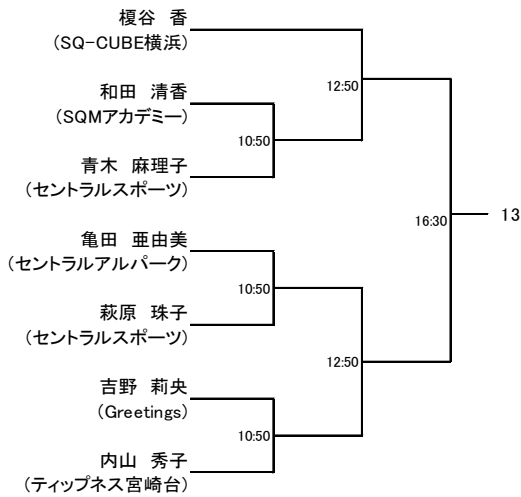 榎谷　香
(SQ-CUBE横浜)
12:50
和田　清香
(SQMアカデミー)
10:50
青木　麻理子
(セントラルスポーツ)
16:30
13
亀田　亜由美
(セントラルアルパーク)
10:50
萩原　珠子
(セントラルスポーツ)
12:50
吉野　莉央
(Greetings)
10:50
内山　秀子
(ティップネス宮崎台)